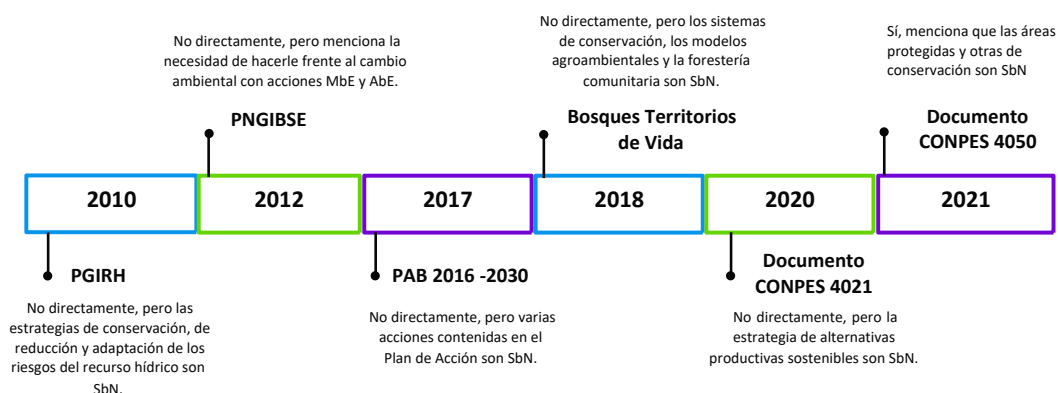 No directamente, pero menciona la
necesidad de hacerle frente al cambio
ambiental con acciones MbE y AbE.
PNGIBSE
No directamente, pero los sistemas
de conservación, los modelos
agroambientales y la forestería
comunitaria son SbN.
Bosques Territorios
de Vida
Sí, menciona que las áreas
protegidas y otras de
conservación son SbN
Documento
CONPES 4050
2010
2012
2017
2018
2020
2021
PGIRH
No directamente, pero las
estrategias de conservación, de
reducción y adaptación de los
riesgos del recurso hídrico son
SbN.
PAB 2016 -2030
No directamente, pero varias
acciones contenidas en el
Plan de Acción son SbN.
Documento
CONPES 4021
No directamente, pero la
estrategia de alternativas
productivas sostenibles son SbN.